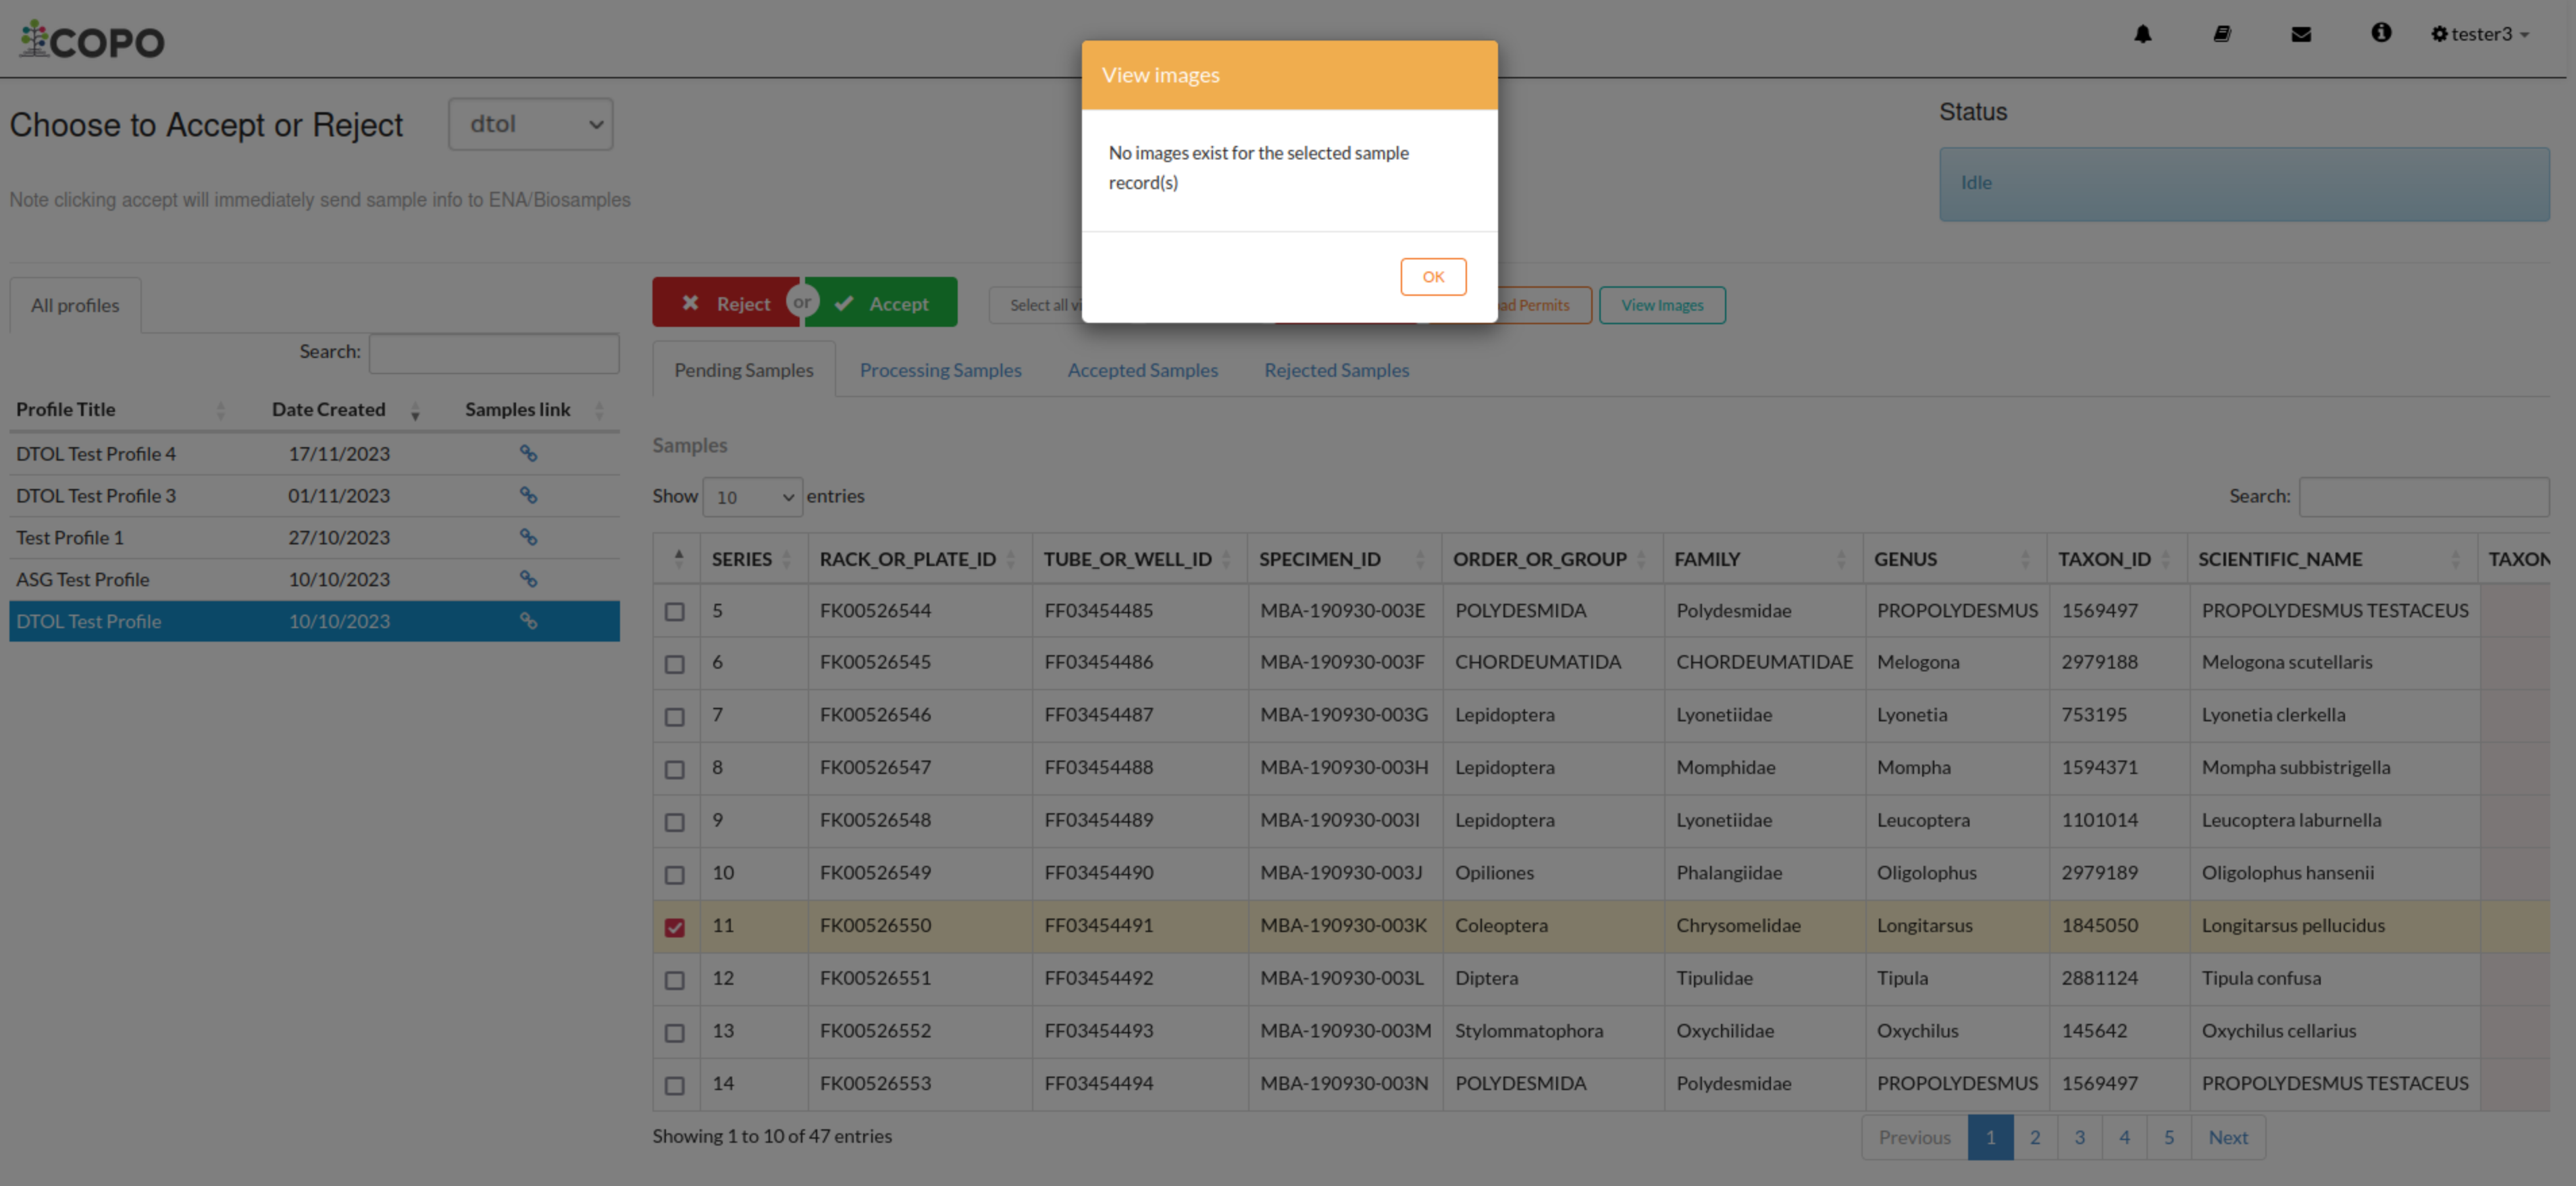 COPO
tester3
View images
No images exist for the selected sample
record(s)
OK
Choose to Accept or Reject
dtol
Note clicking accept will immediately send sample info to ENA/Biosamples
Status
Idle
All profiles
Search:
Profile Title Date Created Samples link
DTOL Test Profile 4 17/11/2023
DTOL Test Profile 3 01/11/2023
Test Profile 1 27/10/2023
ASG Test Profile 10/10/2023
DTOL Test Profile 10/10/2023
Reject or Accept Select all Permits View Images
Pending Samples Processing Samples Accepted Samples Rejected Samples
Samples
Show 10 entries Search:
SERIES RACK_OR_PLATE_ID TUBE_OR_WELL_ID SPECIMEN_ID ORDER_OR_GROUP FAMILY GENUS TAXON_ID SCIENTIFIC_NAME TAXON
5 FK00526544 FF03454485 MBA-190930-003E POLYDESMIDA Polydesmidae PROPOLYDESMUS 1569497 PROPOLYDESMUS TESTACEUS
6 FK00526545 FF03454486 MBA-190930-003F CHORDEUMATIDA CHORDEUMATIDAE Melogona 2979188 Melogona scutellaris
7 FK00526546 FF03454487 MBA-190930-003G Lepidoptera Lyonetiidae Lyonetia 753195 Lyonetia clerkella
8 FK00526547 FF03454488 MBA-190930-003H Lepidoptera Momphidae Mompha 1594371 Mompha subbistrigella
9 FK00526548 FF03454489 MBA-190930-003I Lepidoptera Lyonetiidae Leucoptera 1101014 Leucoptera laburnella
10 FK00526549 FF03454490 MBA-190930-003J Opiliones Phalangiidae Oligolophus 2979189 Oligolophus hansenii
11 FK00526550 FF03454491 MBA-190930-003K Coleoptera Chrysomelidae Longitarsus 1845050 Longitarsus pellucidus
12 FK00526551 FF03454492 MBA-190930-003L Diptera Tipulidae Tipula 2881124 Tipula confusa
13 FK00526552 FF03454493 MBA-190930-003M Stylommatophora Oxychilidae Oxychilus 145642 Oxychilus cellarius
14 FK00526553 FF03454494 MBA-190930-003N POLYDESMIDA Polydesmidae PROPOLYDESMUS 1569497 PROPOLYDESMUS TESTACEUS
Showing 1 to 10 of 47 entries
Previous 1 2 3 4 5 Next